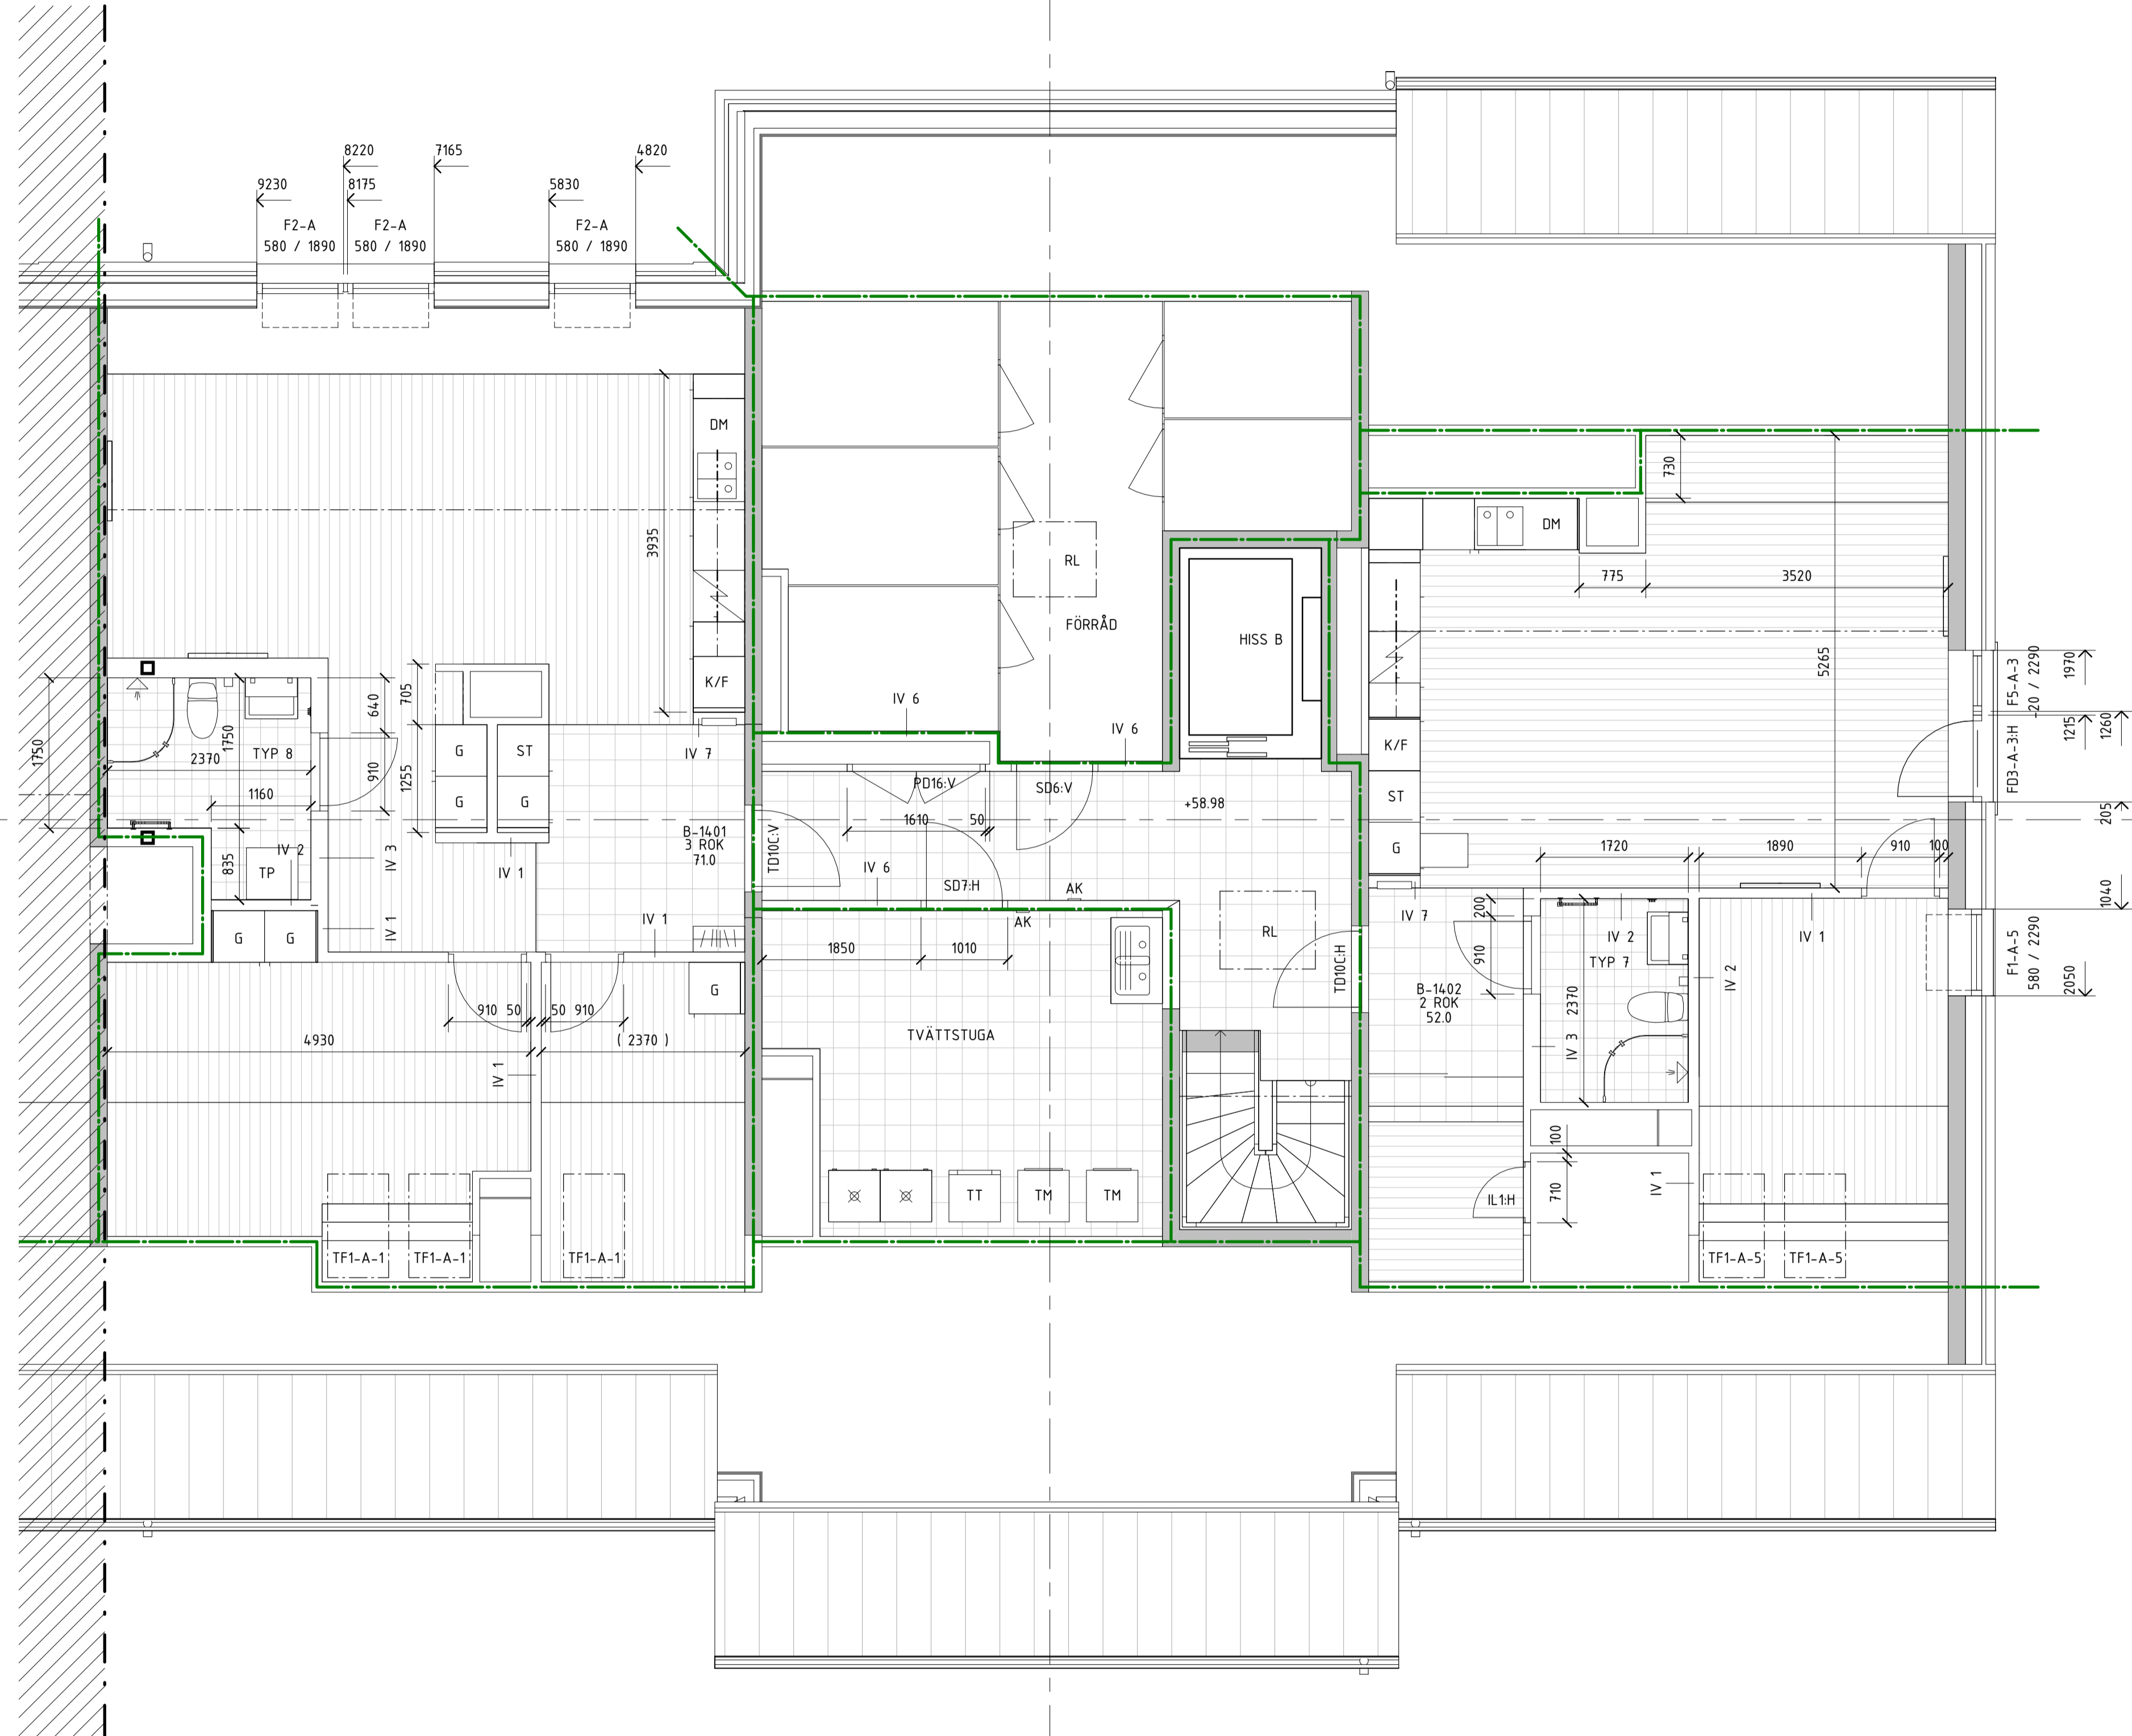 8220
7165
4820
9230
8175
5830
F2-A
580 / 1890
F2-A
580 / 1890
F2-A
580 / 1890
DM
3935
K/F
IV 7
705
1255
G
ST
G
G
640
910
1750
1750
2370
TYP 8
1160
835
IV 2
TP
IV 3
IV 1
G
G
IV 1
B-1401
3 ROK
71.0
IV 1
G
910
50
50
910
4930
( 2370 )
IV 1
TF1-A-1
TF1-A-1
TF1-A-1
RL
FÖRRÅD
HISS B
IV 6
IV 6
PD16:V
SD6:V
1610
50
+58.98
TD10C:V
IV 6
SD7:H
AK
AK
1850
1010
RL
TD10C:H
TVÄTTSTUGA
TT
TM
TM
730
DM
775
3520
5265
K/F
ST
G
IV 7
1720
1890
910
100
200
910
IV 2
TYP 7
IV 2
IV 1
B-1402
2 ROK
52.0
2370
IV 3
100
710
IL1:H
IV 1
TF1-A-5
TF1-A-5
F5-A-3
-20 / 2290
1970
FD3-A-3:H
1215
1260
205
1040
F1-A-5
580 / 2290
2050